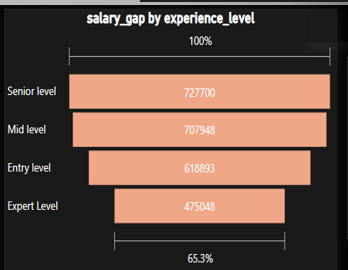 salary_gap by experience_level
100%
Senior level 727700
Mid level 707948
Entry level 618893
Expert Level 475048
65.3%